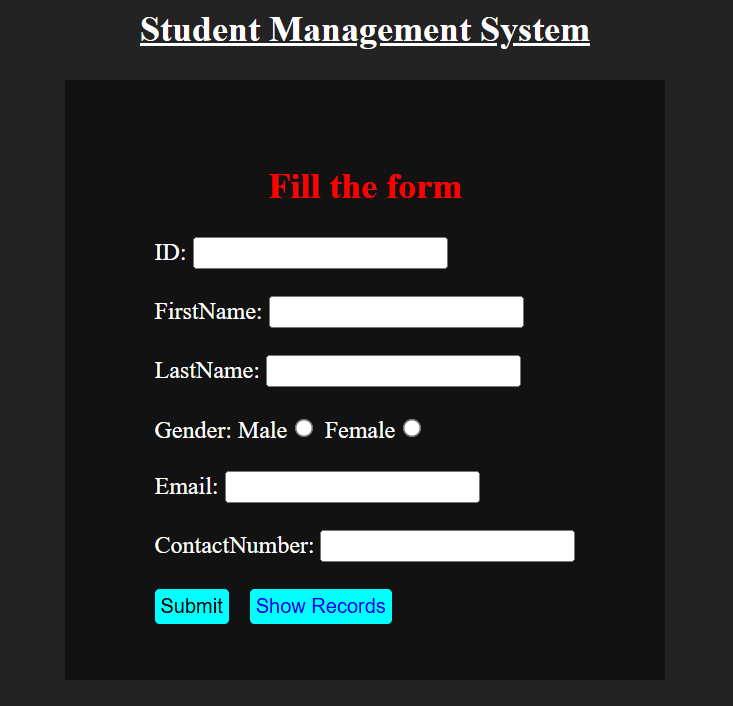 Student Management System
Fill the form
ID:
FirstName:
LastName:
Gender: Male Female
Email:
ContactNumber:
Submit Show Records